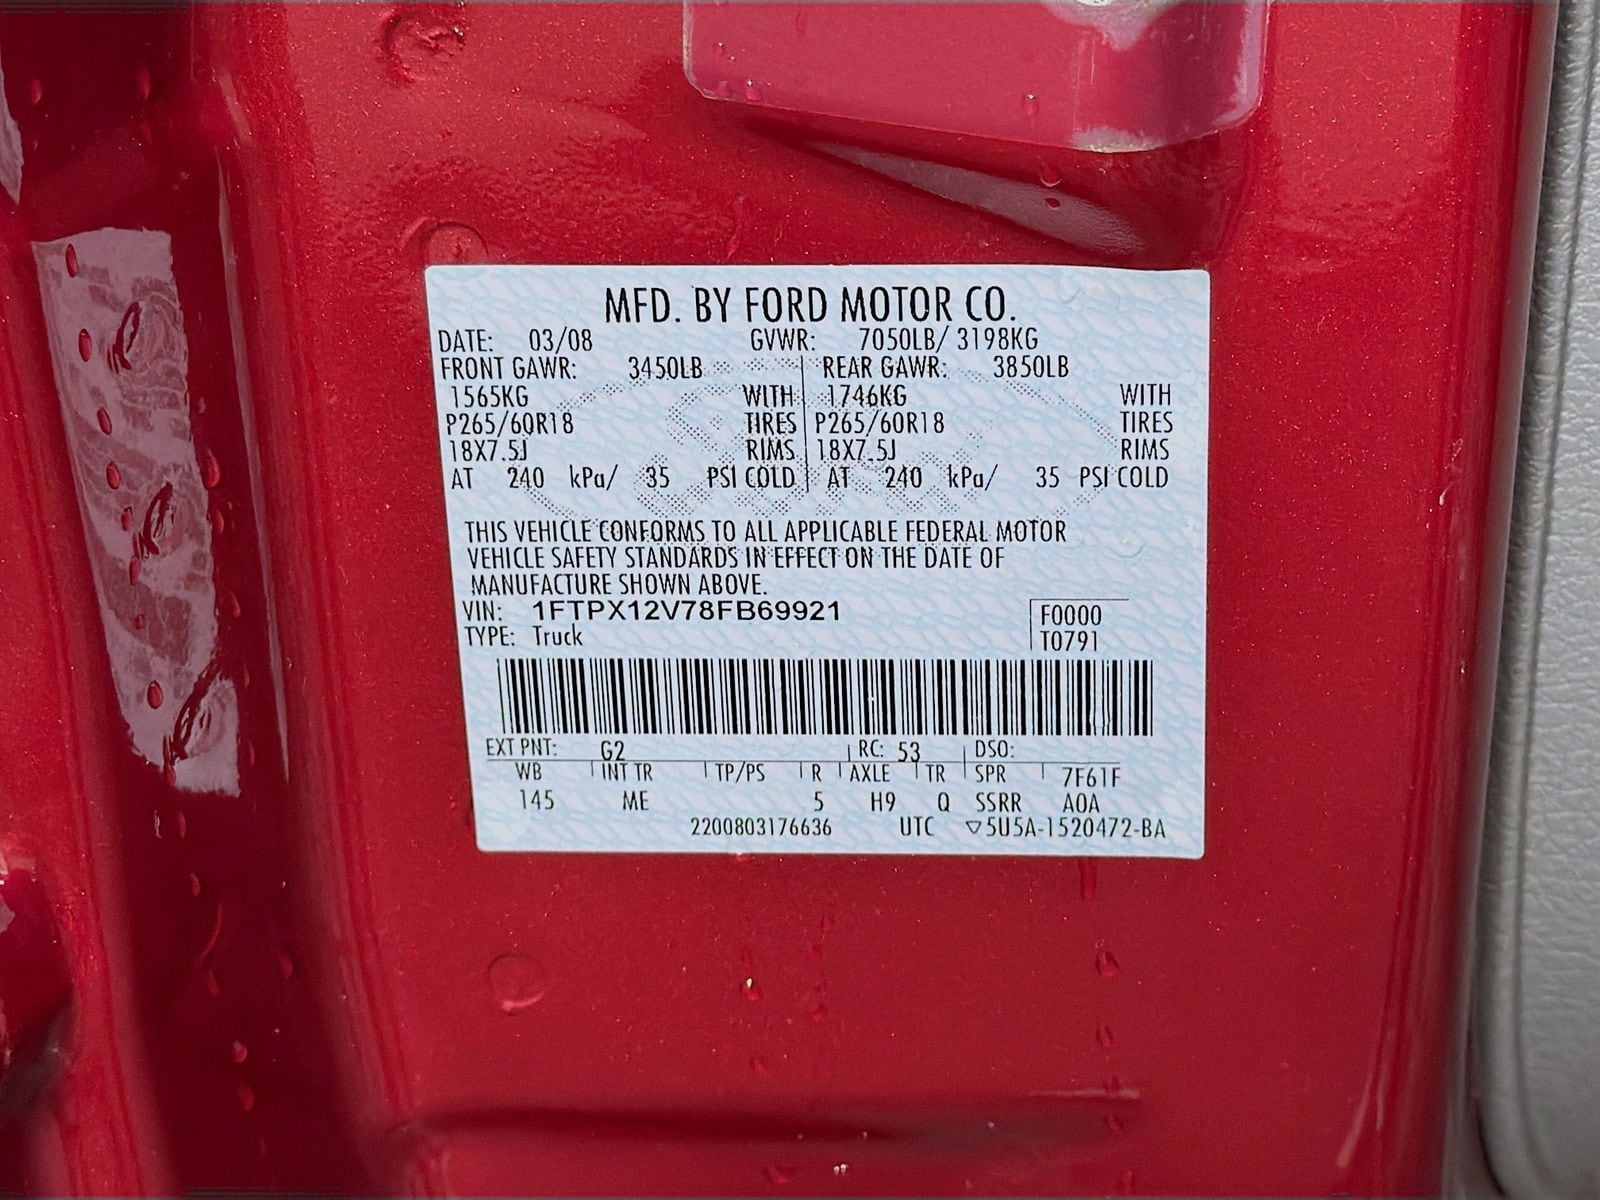 MFD. BY FORD MOTOR CO.
DATE: 03/08 GVWR: 7050LB/ 3198KG
FRONT GAWR: 3450LB REAR GAWR: 3850LB
1565KG WITH 1746KG WITH
P265/60R18 TIRES P265/60R18 TIRES
18X7.5J RIMS 18X7.5J RIMS
AT 240 kPa/ 35 PSI COLD AT 240 kPa/ 35 PSI COLD
THIS VEHICLE CONFORMS TO ALL APPLICABLE FEDERAL MOTOR
VEHICLE SAFETY STANDARDS IN EFFECT ON THE DATE OF
MANUFACTURE SHOWN ABOVE.
VIN: 1FTPX12V78FB69921 F0000
TYPE: Truck T0791
EXT PNT: G2 RC: 53 DSO:
WB INT TR TP/PS R AXLE TR SPR 7F61F
145 ME 5 H9 Q SSRR A0A
2200803176636 UTC ▽5U5A-1520472-BA